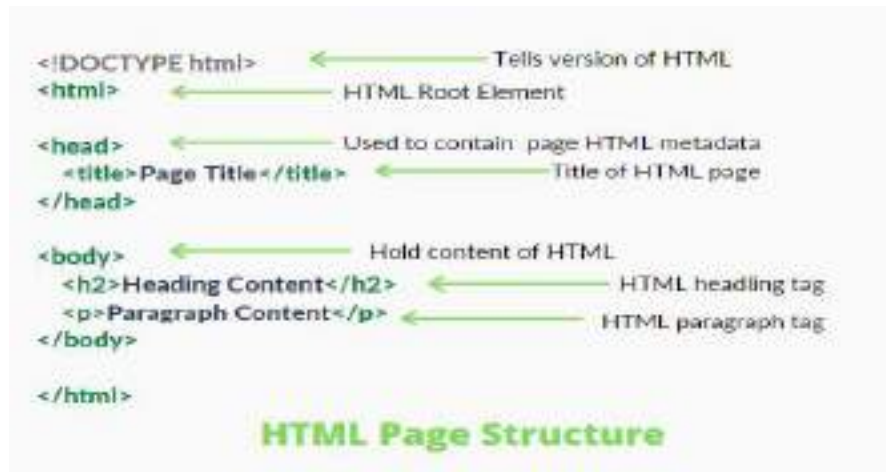 <!DOCTYPE html> Tells version of HTML
<html> HTML Root Element
<head> Used to contain page HTML metadata
<title>Page Title</title> Title of HTML page
</head>
<body> Hold content of HTML
<h2>Heading Content</h2> HTML headling tag
<p>Paragraph Content</p> HTML paragraph tag
</body>
</html>
HTML Page Structure